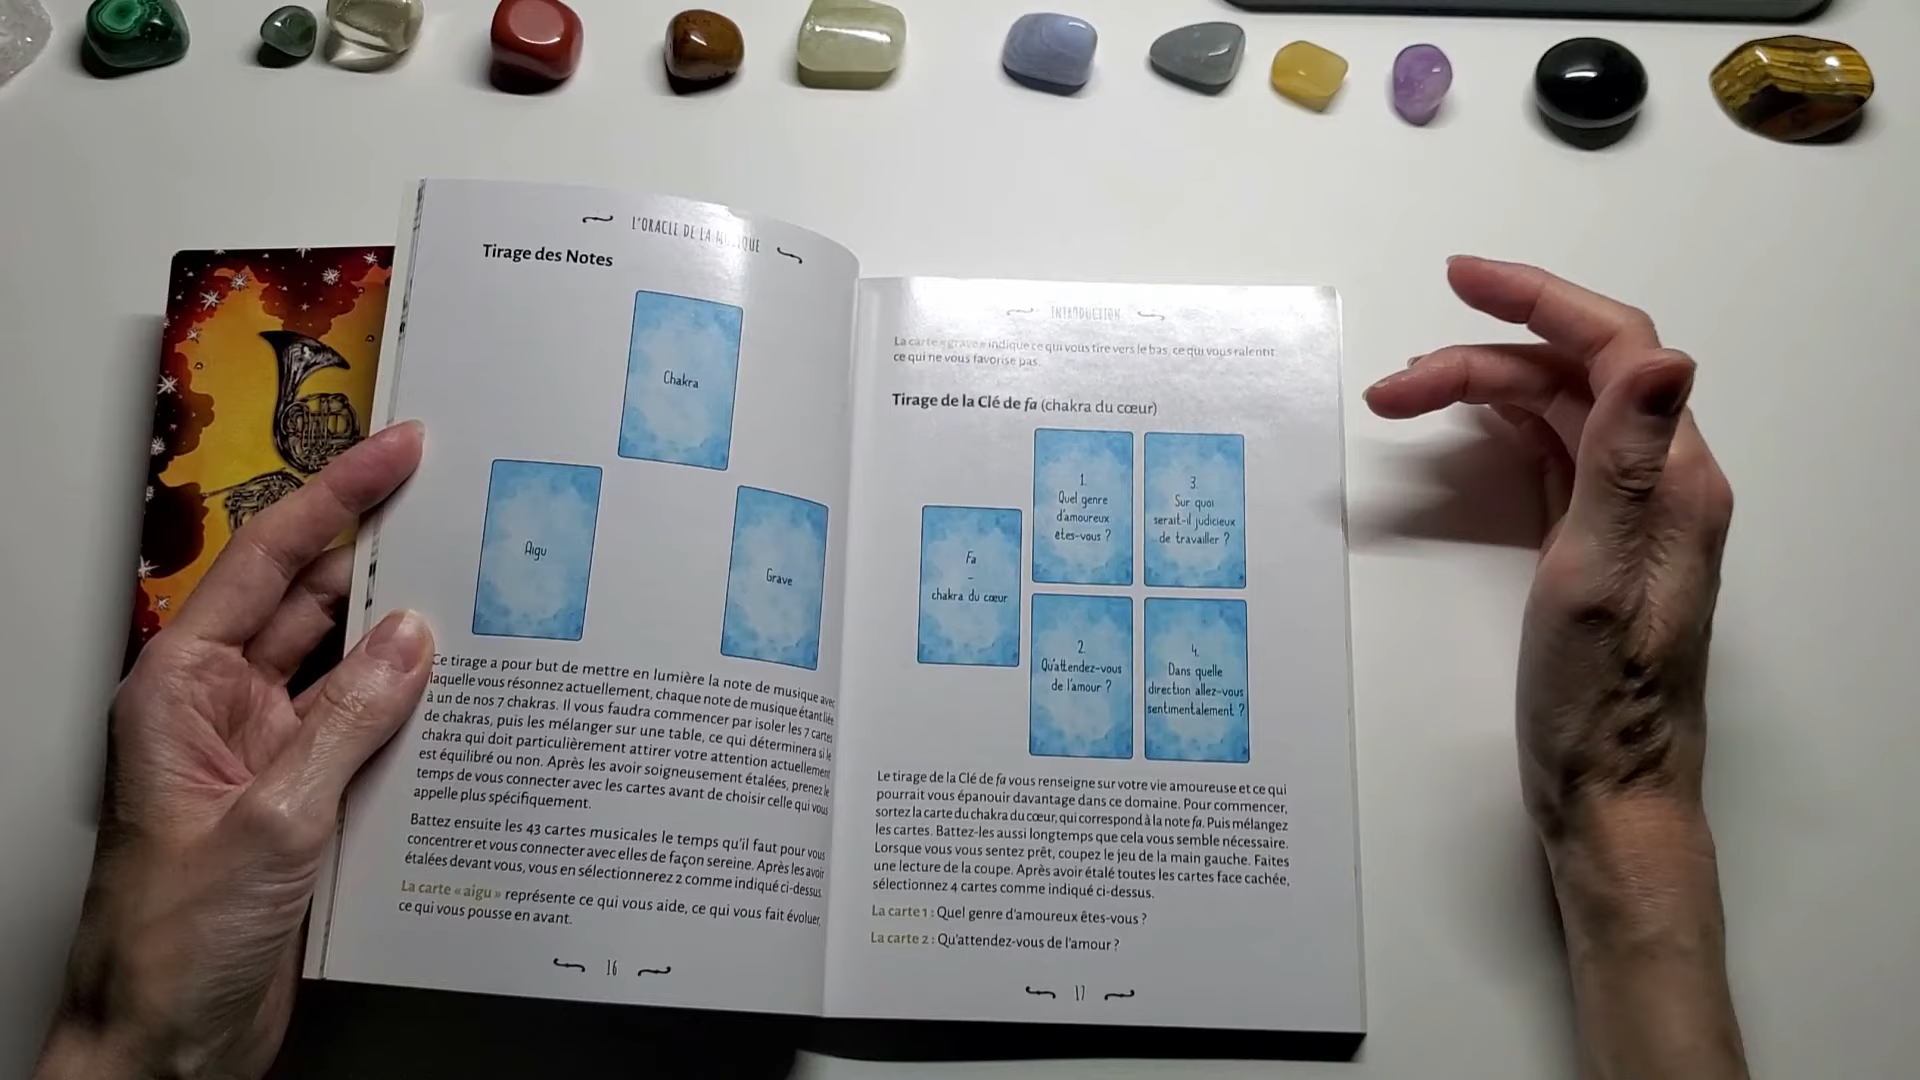 L'ORACLE DE LA MUSIQUE
Tirage des Notes
Chakra
Aigu
Grave
Ce tirage a pour but de mettre en lumière la note de musique avec
laquelle vous résonnez actuellement, chaque note de musique étant liée
à un de nos 7 chakras. Il vous faudra commencer par isoler les 7 cartes
de chakras, puis les mélanger sur une table, ce qui déterminera si le
chakra qui doit particulièrement attirer votre attention actuellement
est équilibré ou non. Après les avoir soigneusement étalées, prenez le
temps de vous connecter avec les cartes avant de choisir celle qui vous
appelle plus spécifiquement.
Battez ensuite les 43 cartes musicales le temps qu'il faut pour vous
concentrer et vous connecter avec elles de façon sereine. Après les avoir
étalées devant vous, vous en sélectionnerez 2 comme indiqué ci-dessus.
La carte « aigu » représente ce qui vous aide, ce qui vous fait évoluer,
ce qui vous pousse en avant.
16
INTRODUCTION
La carte « grave » indique ce qui vous tire vers le bas, ce qui vous ralentit
ce qui ne vous favorise pas.
Tirage de la Clé de fa (chakra du cœur)
Fa
-
chakra du cœur
1.
Quel genre
d'amoureux
êtes-vous ?
2.
Qu'attendez-vous
de l'amour ?
3.
Sur quoi
serait-il judicieux
de travailler ?
4.
Dans quelle
direction allez-vous
sentimentalement ?
Le tirage de la Clé de fa vous renseigne sur votre vie amoureuse et ce qui
pourrait vous épanouir davantage dans ce domaine. Pour commencer,
sortez la carte du chakra du cœur, qui correspond à la note fa. Puis mélangez
les cartes. Battez-les aussi longtemps que cela vous semble nécessaire.
Lorsque vous vous sentez prêt, coupez le jeu de la main gauche. Faites
une lecture de la coupe. Après avoir étalé toutes les cartes face cachée,
sélectionnez 4 cartes comme indiqué ci-dessus.
La carte 1 : Quel genre d'amoureux êtes-vous ?
La carte 2 : Qu'attendez-vous de l'amour ?
17